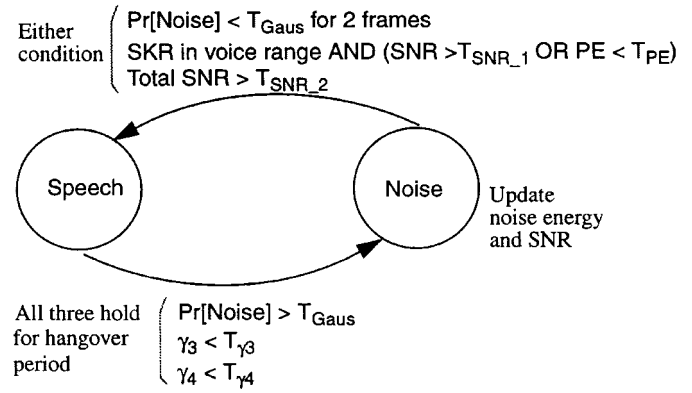 Either condition
Pr[Noise] < T_Gaus for 2 frames
SKR in voice range AND (SNR >T_SNR_1 OR PE < T_PE)
Total SNR > T_SNR_2
Speech
Noise
Update
noise energy
and SNR
All three hold
for hangover
period
Pr[Noise] > T_Gaus
γ3 < T_γ3
γ4 < T_γ4